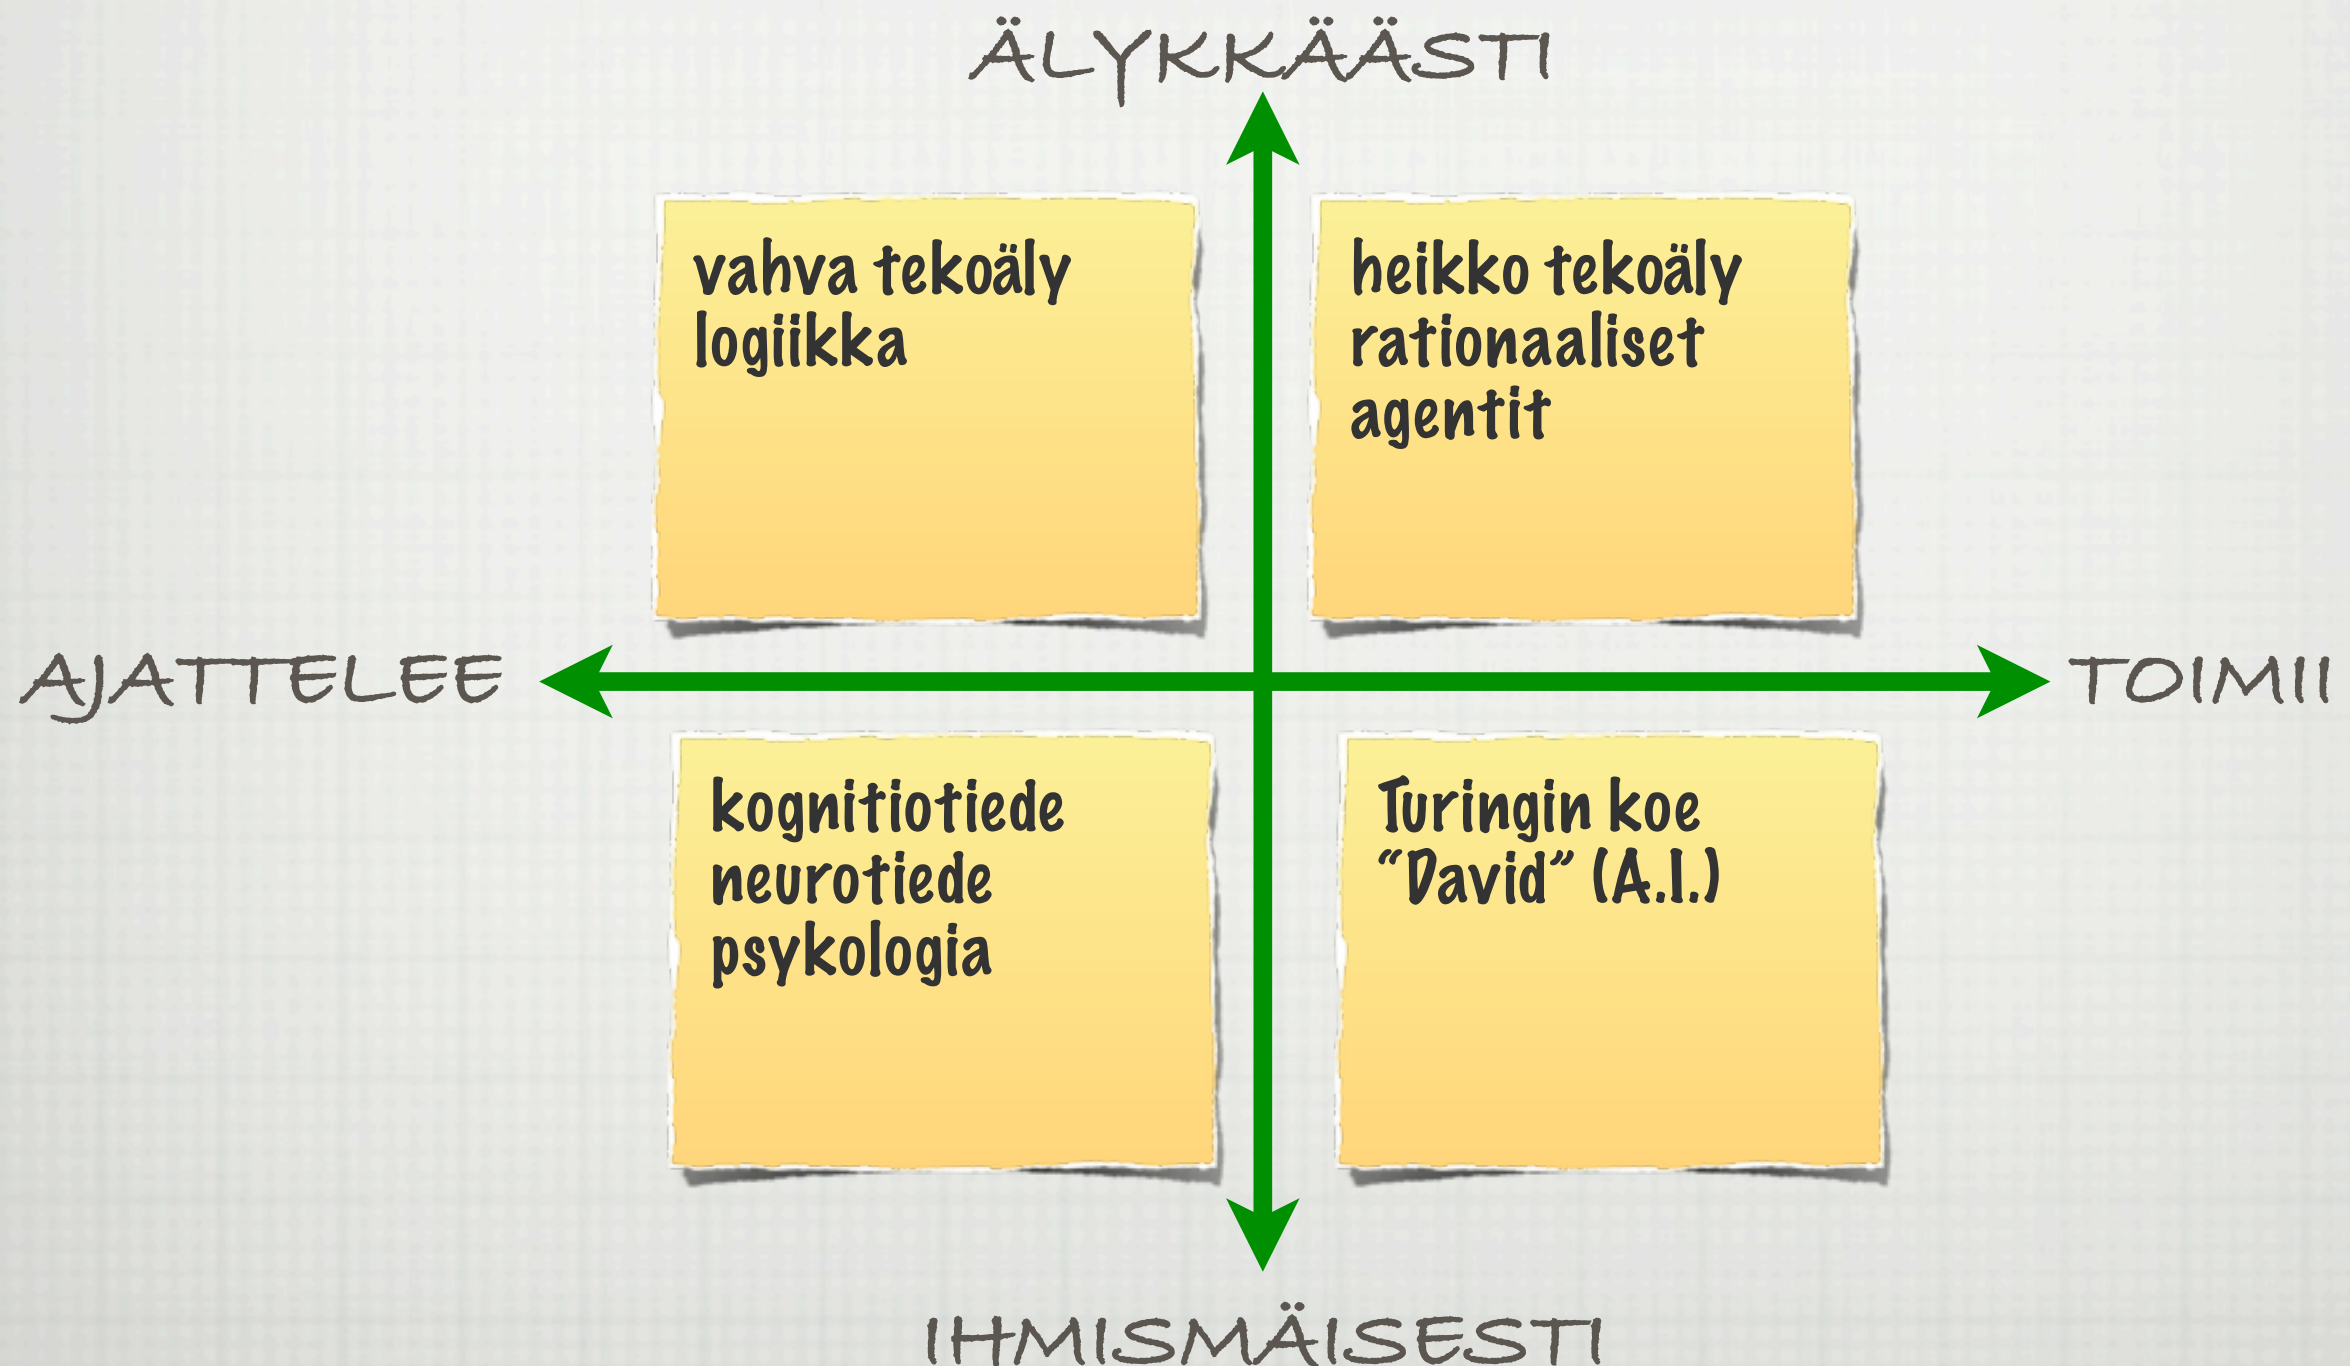 ÄLYKKÄÄSTI
vahva tekoäly
logiikka
heikko tekoäly
rationaaliset
agentit
AJATTELEE
TOIMII
kognitiotiede
neurotiede
psykologia
Turingin koe
“David” (A.I.)
IHMISMÄISESTI